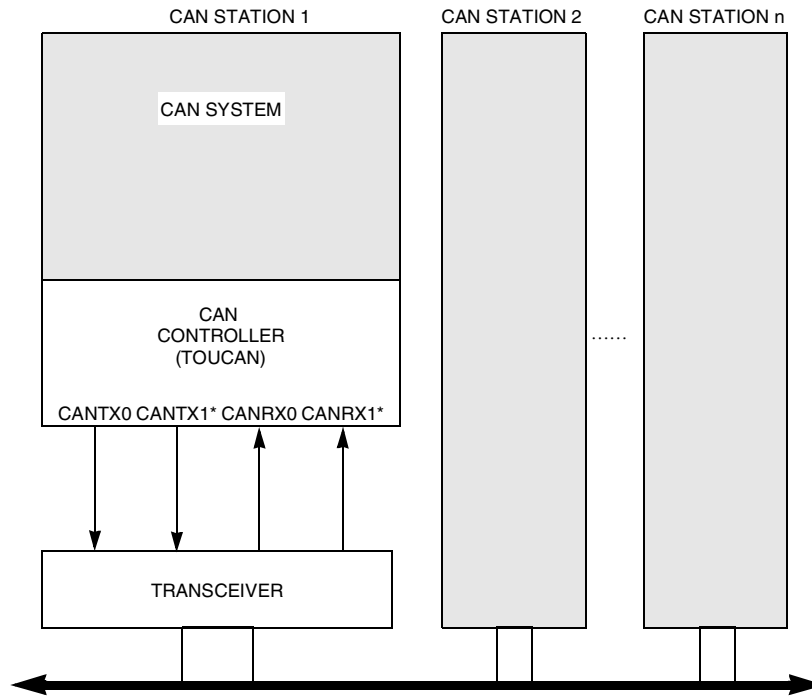 CAN STATION 1
CAN STATION 2
CAN STATION n
CAN SYSTEM
CAN
CONTROLLER
(TOUCAN)
......
CANTX0 CANTX1* CANRX0 CANRX1*
TRANSCEIVER